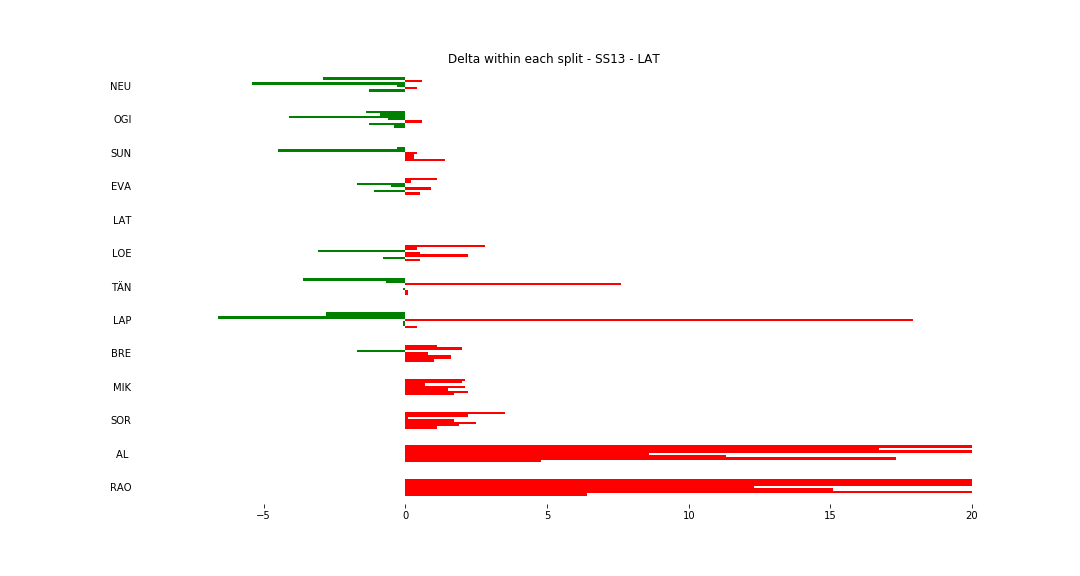 Delta within each split - SS13 - LAT
NEU
OGI
SUN
EVA
LAT
LOE
TÄN
LAP
BRE
MIK
SOR
AL
RAO
−5 0 5 10 15 20